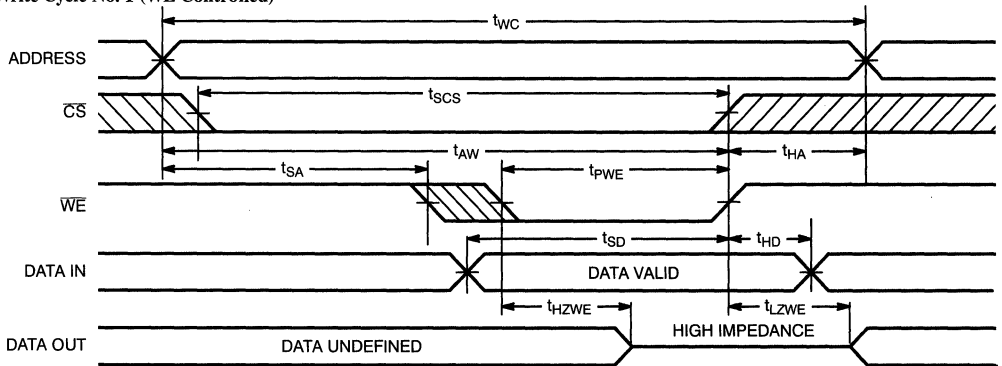 Write Cycle No. 1 (WE Controlled)
tWC
ADDRESS
tSCS
CS
tAW
tHA
tSA
tPWE
WE
tSD
tHD
DATA IN
DATA VALID
tHZWE
tLZWE
HIGH IMPEDANCE
DATA OUT
DATA UNDEFINED